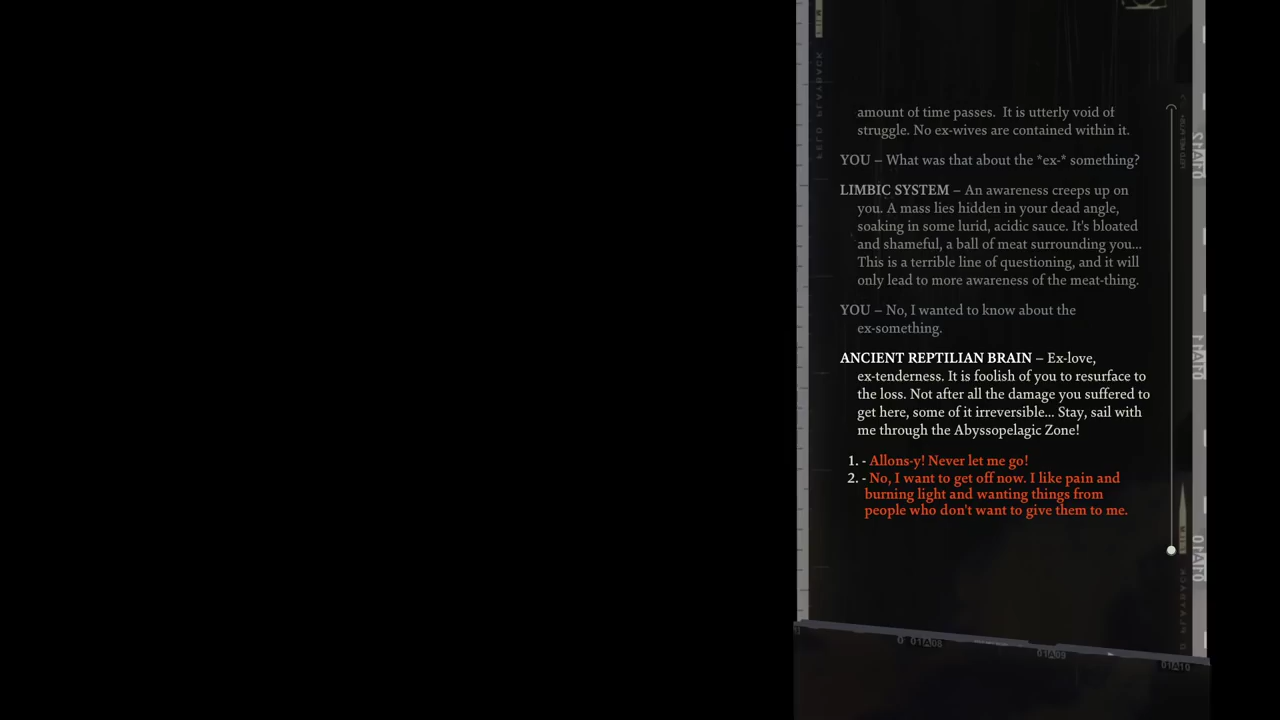 amount of time passes.  It is utterly void of
struggle. No ex-wives are contained within it.
YOU – What was that about the *ex-* something?
LIMBIC SYSTEM – An awareness creeps up on
you. A mass lies hidden in your dead angle,
soaking in some lurid, acidic sauce. It's bloated
and shameful, a ball of meat surrounding you...
This is a terrible line of questioning, and it will
only lead to more awareness of the meat-thing.
YOU – No, I wanted to know about the
ex-something.
ANCIENT REPTILIAN BRAIN – Ex-love,
ex-tenderness. It is foolish of you to resurface to
the loss. Not after all the damage you suffered to
get here, some of it irreversible... Stay, sail with
me through the Abyssopelagic Zone!
1. - Allons-y! Never let me go!
2. - No, I want to get off now. I like pain and
burning light and wanting things from
people who don't want to give them to me.